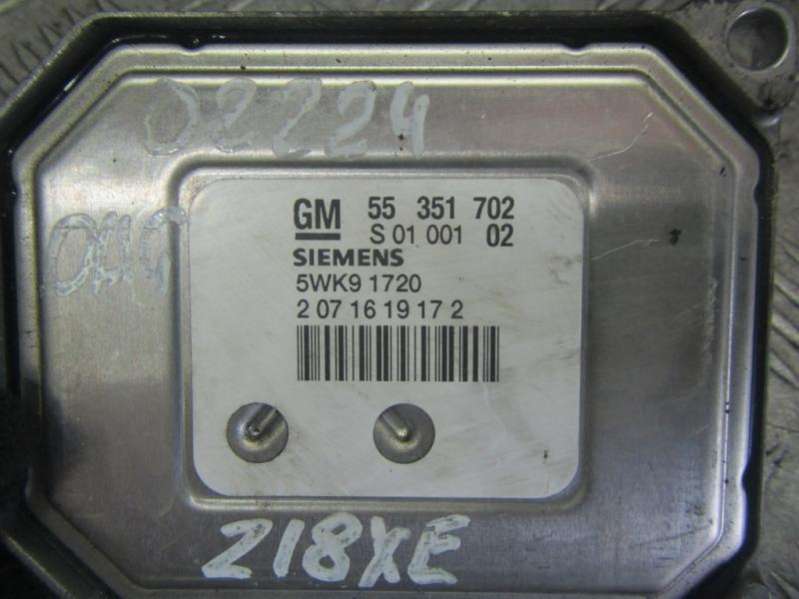 02224
GM 55 351 702
S 01 001 02
SIEMENS
5WK9 1720
2 07 16 19 17 2
Z18XE